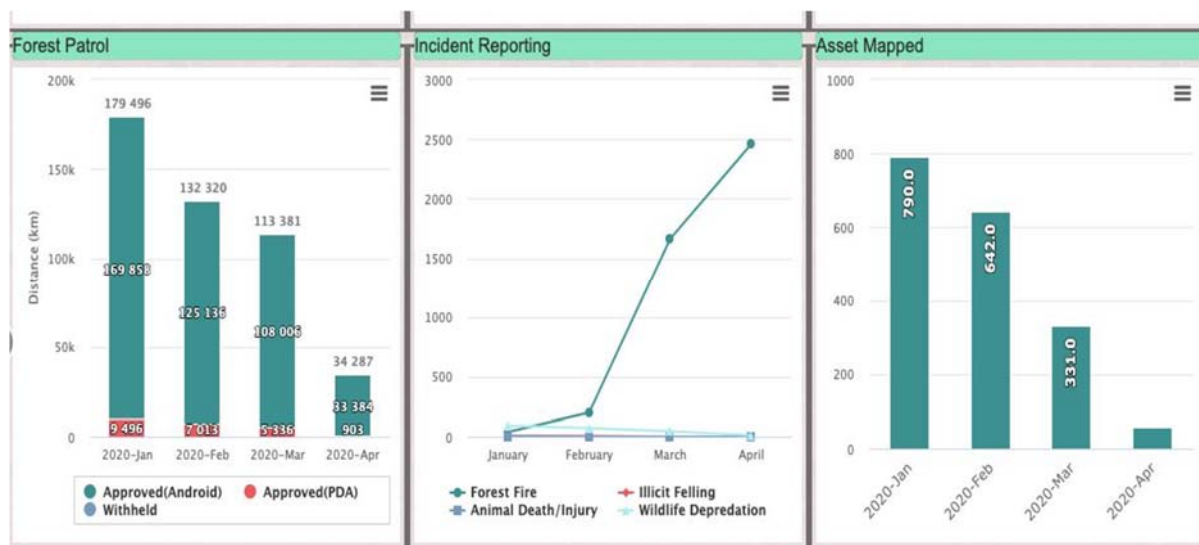 Forest Patrol
200k
179 496
150k
132 320
113 381
Distance (km)
100k
169 858
125 136
108 006
50k
34 287
33 384
0
9 496
7 013
5 336
903
2020-Jan
2020-Feb
2020-Mar
2020-Apr
Approved(Android)
Approved(PDA)
Withheld
Incident Reporting
3000
2500
2000
1500
1000
500
0
January
February
March
April
Forest Fire
Illicit Felling
Animal Death/Injury
Wildlife Depredation
Asset Mapped
1000
800
600
400
200
0
790.0
642.0
331.0
2020-Jan
2020-Feb
2020-Mar
2020-Apr